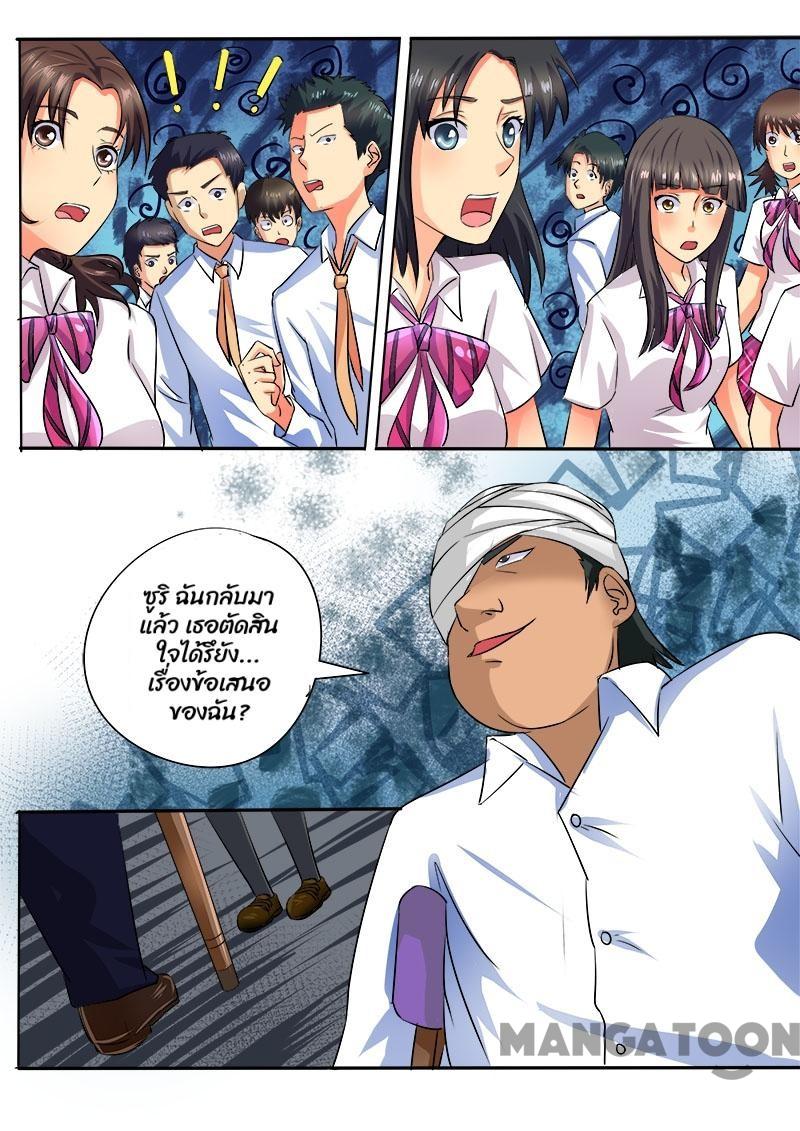 ! ! !
ซูริ ฉันกลับมา
แล้ว เธอตัดสิน
ใจได้รึยัง...
เรื่องข้อเสนอ
ของฉัน?
MANGATOON